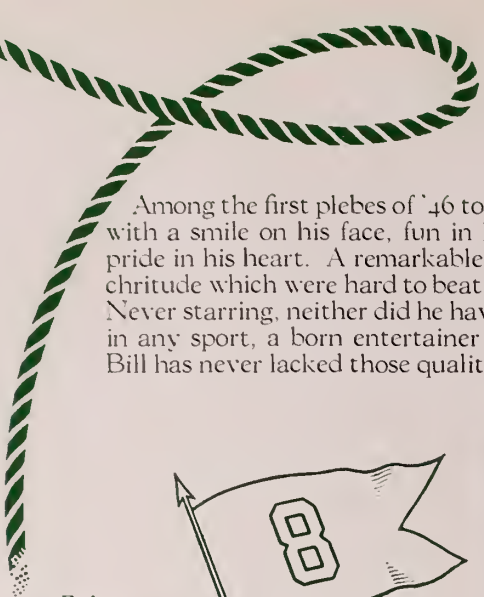 Among the first plebes of '46 to
with a smile on his face, fun in
pride in his heart. A remarkable
chritude which were hard to beat
Never starring, neither did he hav
in any sport, a born entertainer
Bill has never lacked those qualit
8